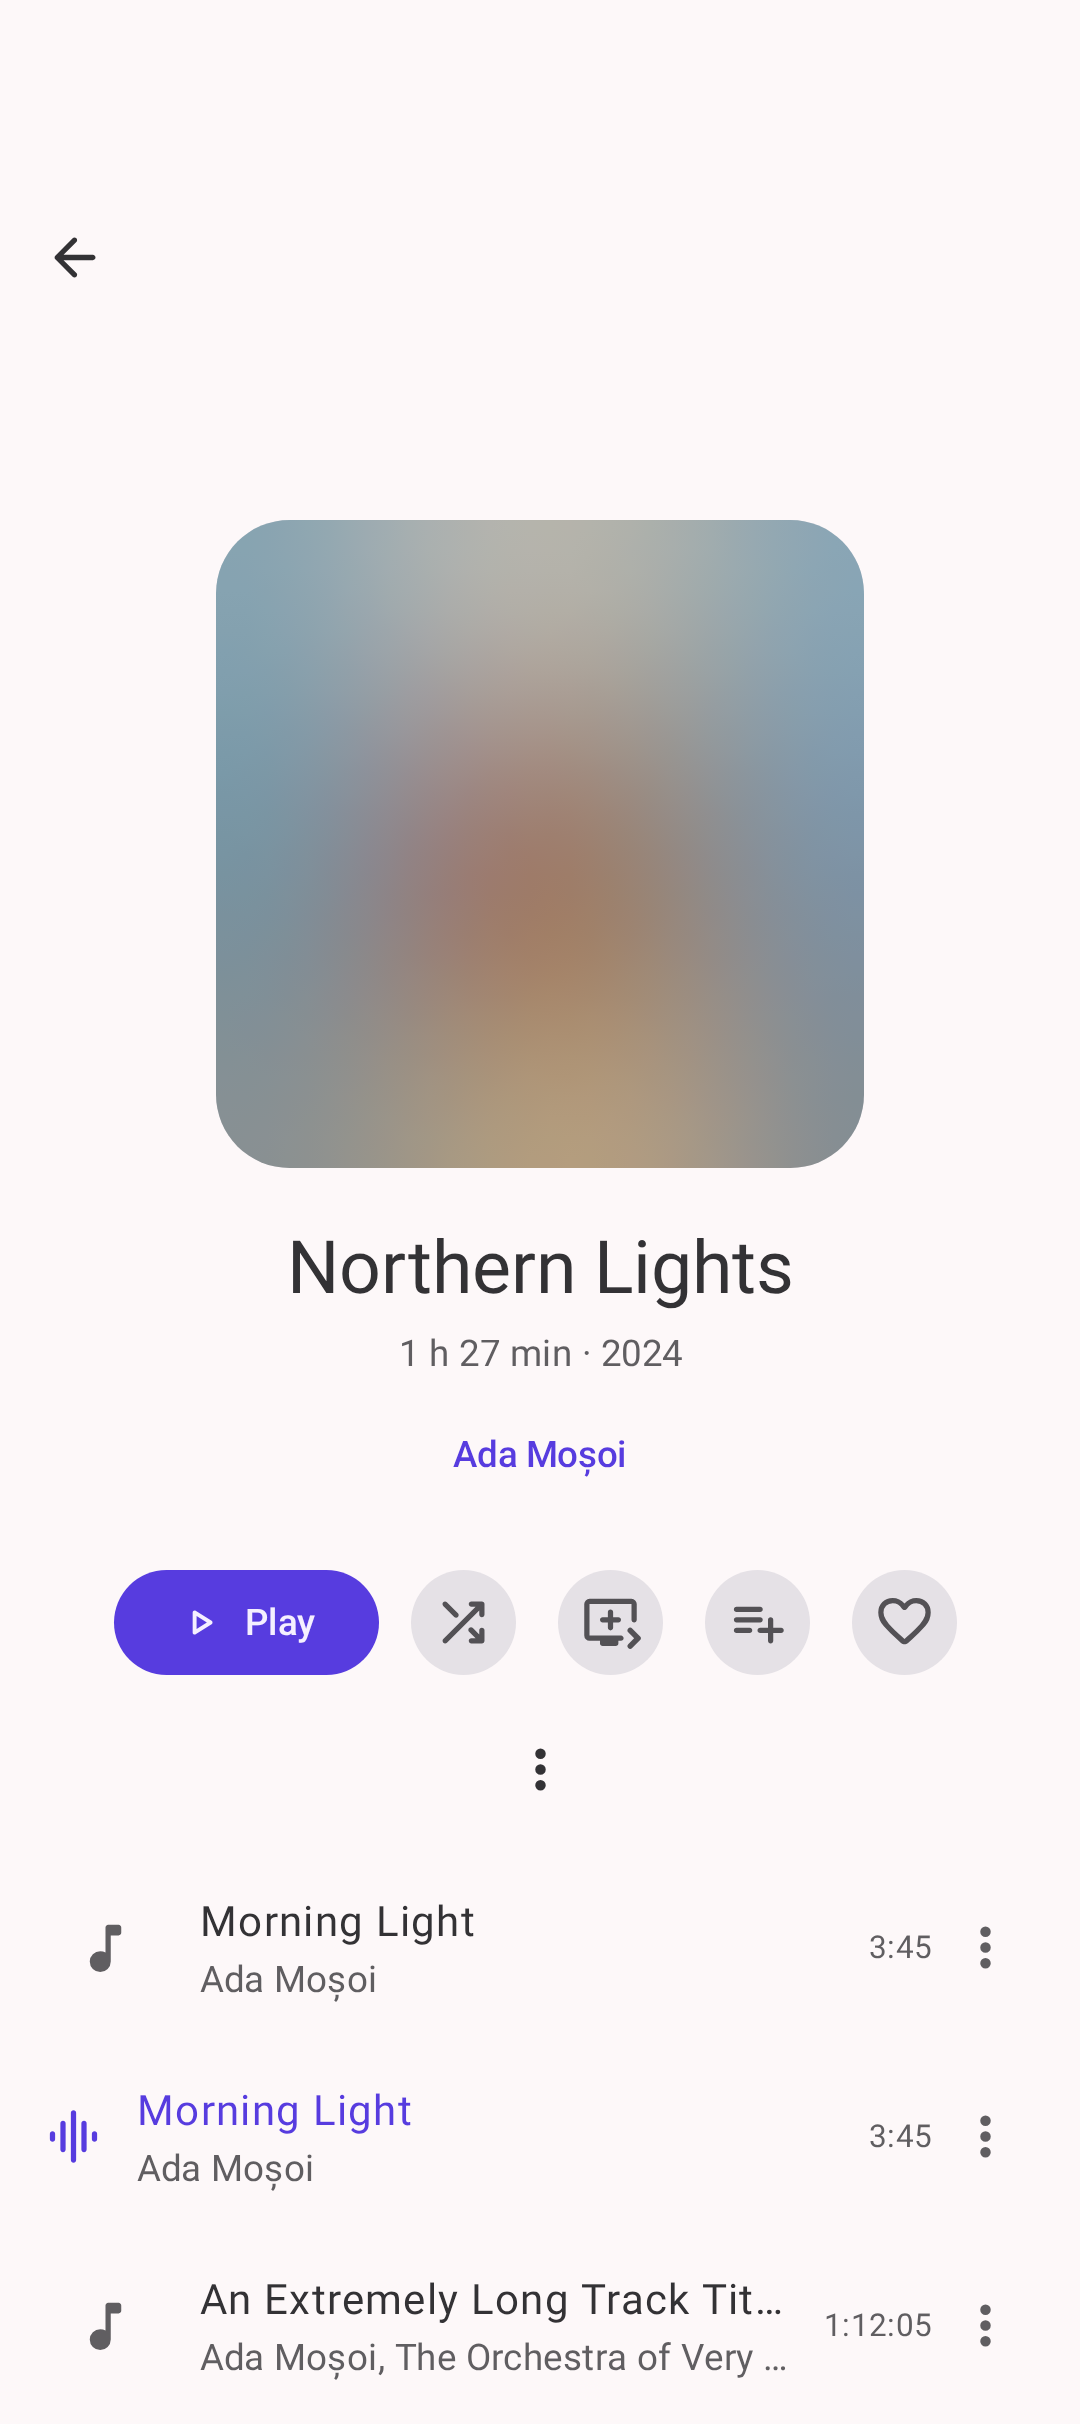 Northern Lights
1 h 27 min · 2024
Ada Moșoi
Play
Morning Light
3:45
Ada Moșoi
Morning Light
3:45
Ada Moșoi
An Extremely Long Track Tit…
1:12:05
Ada Moșoi, The Orchestra of Very …